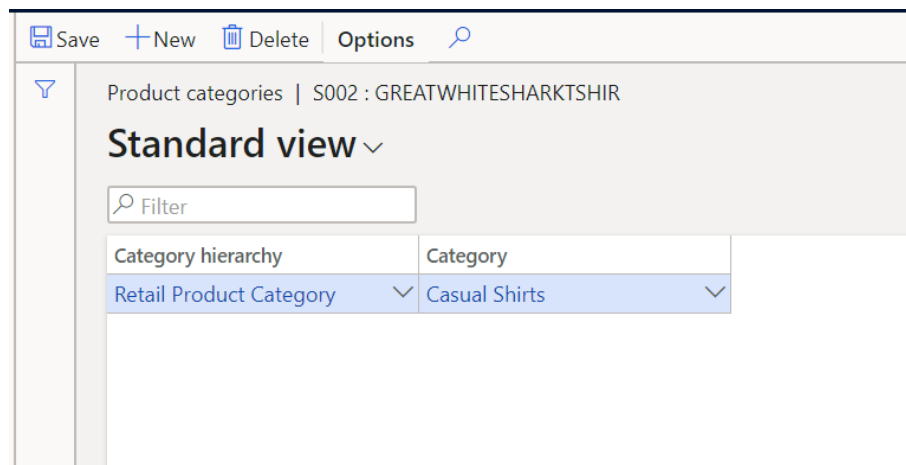 Save New Delete Options
Product categories | S002 : GREATWHITESHARKTSHIR
Standard view
Filter
Category hierarchy Category
Retail Product Category Casual Shirts